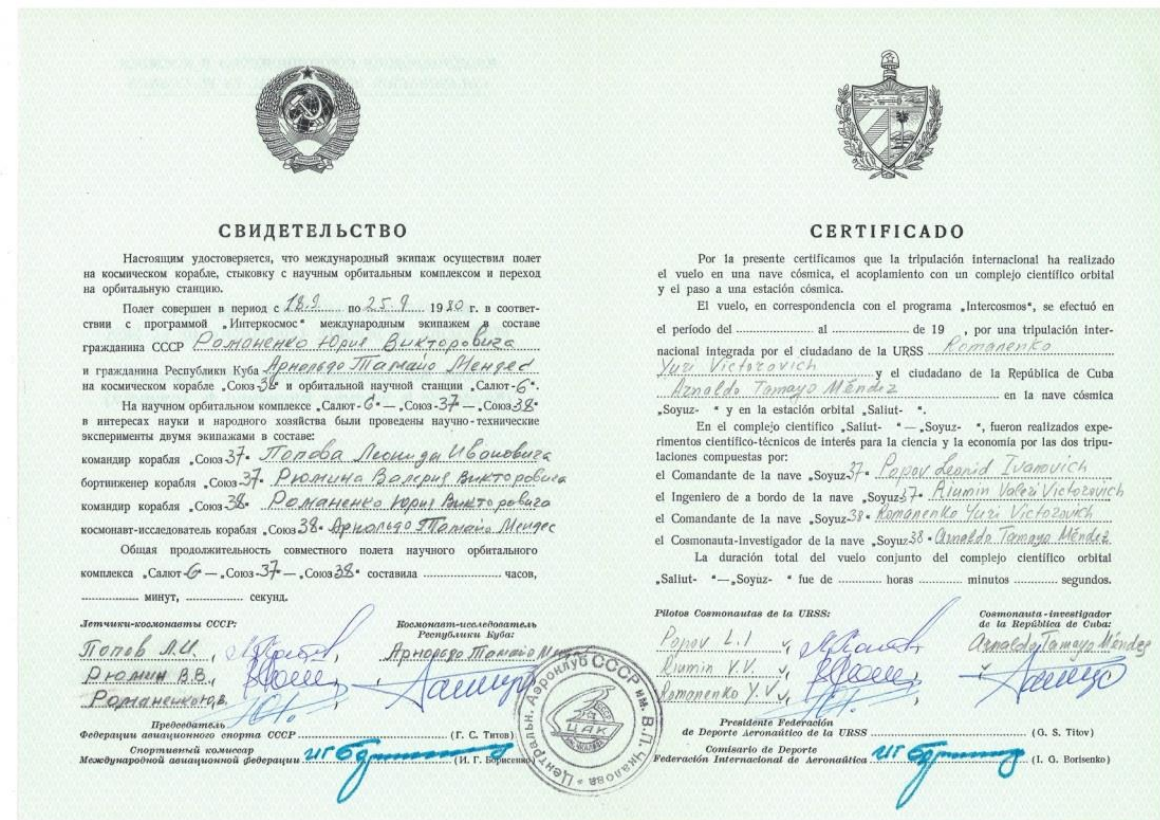 СВИДЕТЕЛЬСТВО
Настоящим удостоверяется, что международный экипаж осуществил полет
на космическом корабле, стыковку с научным орбитальным комплексом и переход
на орбитальную станцию.
Полет совершен в период с 18.9 по 25.9 1980 г. в соответ-
ствии с программой „Интеркосмос“ международным экипажем в составе
гражданина СССР Романенко Юрия Викторовича
и гражданина Республики Куба Арнольдо Тамайо Мендес
на космическом корабле „Союз-38“ и орбитальной научной станции „Салют-6“.
На научном орбитальном комплексе „Салют-6“ — „Союз-37“ — „Союз 38“
в интересах науки и народного хозяйства были проведены научно-технические
эксперименты двумя экипажами в составе:
командир корабля „Союз 37“ Попова Леонида Ивановича
бортинженер корабля „Союз-37“ Рюмина Валерия Викторовича
командир корабля „Союз 38“ Романенко Юрия Викторовича
космонавт-исследователь корабля „Союз 38“ Арнольдо Тамайо Мендес
Общая продолжительность совместного полета научного орбитального
комплекса „Салют-6 — „Союз-37— „Союз 38“ составила ........ часов,
........ минут, ........ секунд.
Летчики-космонавты СССР:
Космонавт-исследователь
Республики Куба:
Попов Л.И.,
Арнольдо Тамайо
Рюмин В.В.,
Романенко Ю.В.
Председатель
Федерации авиационного спорта СССР ........ (Г. С. Титов)
Спортивный комиссар
Международной авиационной федерации ........ (И. Г. Борисенко)
Центральн. Аэроклуб СССР им. В.П. Чкалова
ЦАК
CERTIFICADO
Por la presente certificamos que la tripulación internacional ha realizado
el vuelo en una nave cósmica, el acoplamiento con un complejo científico orbital
y el paso a una estación cósmica.
El vuelo, en correspondencia con el programa „Intercosmos“, se efectuó en
el período del ........ al ........ de 19 , por una tripulación inter-
nacional integrada por el ciudadano de la URSS Romanenko
Yuri Victorovich y el ciudadano de la República de Cuba
Arnaldo Tamayo Méndez en la nave cósmica
„Soyuz- “ y en la estación orbital „Saliut- “.
En el complejo científico „Saliut- “—„Soyuz- “, fueron realizados expe-
rimentos científico-técnicos de interés para la ciencia y la economía por las dos tripu-
laciones compuestas por:
el Comandante de la nave „Soyuz-37“ Popov Leonid Ivanovich
el Ingeniero de a bordo de la nave „Soyuz 37“ Riumin Valeri Victorovich
el Comandante de la nave „Soyuz-38“ Romanenko Yuri Victorovich
el Cosmonauta-Investigador de la nave „Soyuz 38“ Arnaldo Tamayo Méndez
La duración total del vuelo conjunto del complejo científico orbital
„Saliut- “—„Soyuz- “ fue de ........ horas ........ minutos ........ segundos.
Pilotos Cosmonautas de la URSS:
Cosmonauta-investigador
de la República de Cuba:
Popov L.I
Arnaldo Tamayo Méndez
Riumin V.V.
Romanenko Y.V
Presidente Federación
de Deporte Aeronaútico de la URSS ........ (G. S. Titov)
Comisario de Deporte
Federación Internacional de Aeronaútica ........ (I. G. Borisenko)